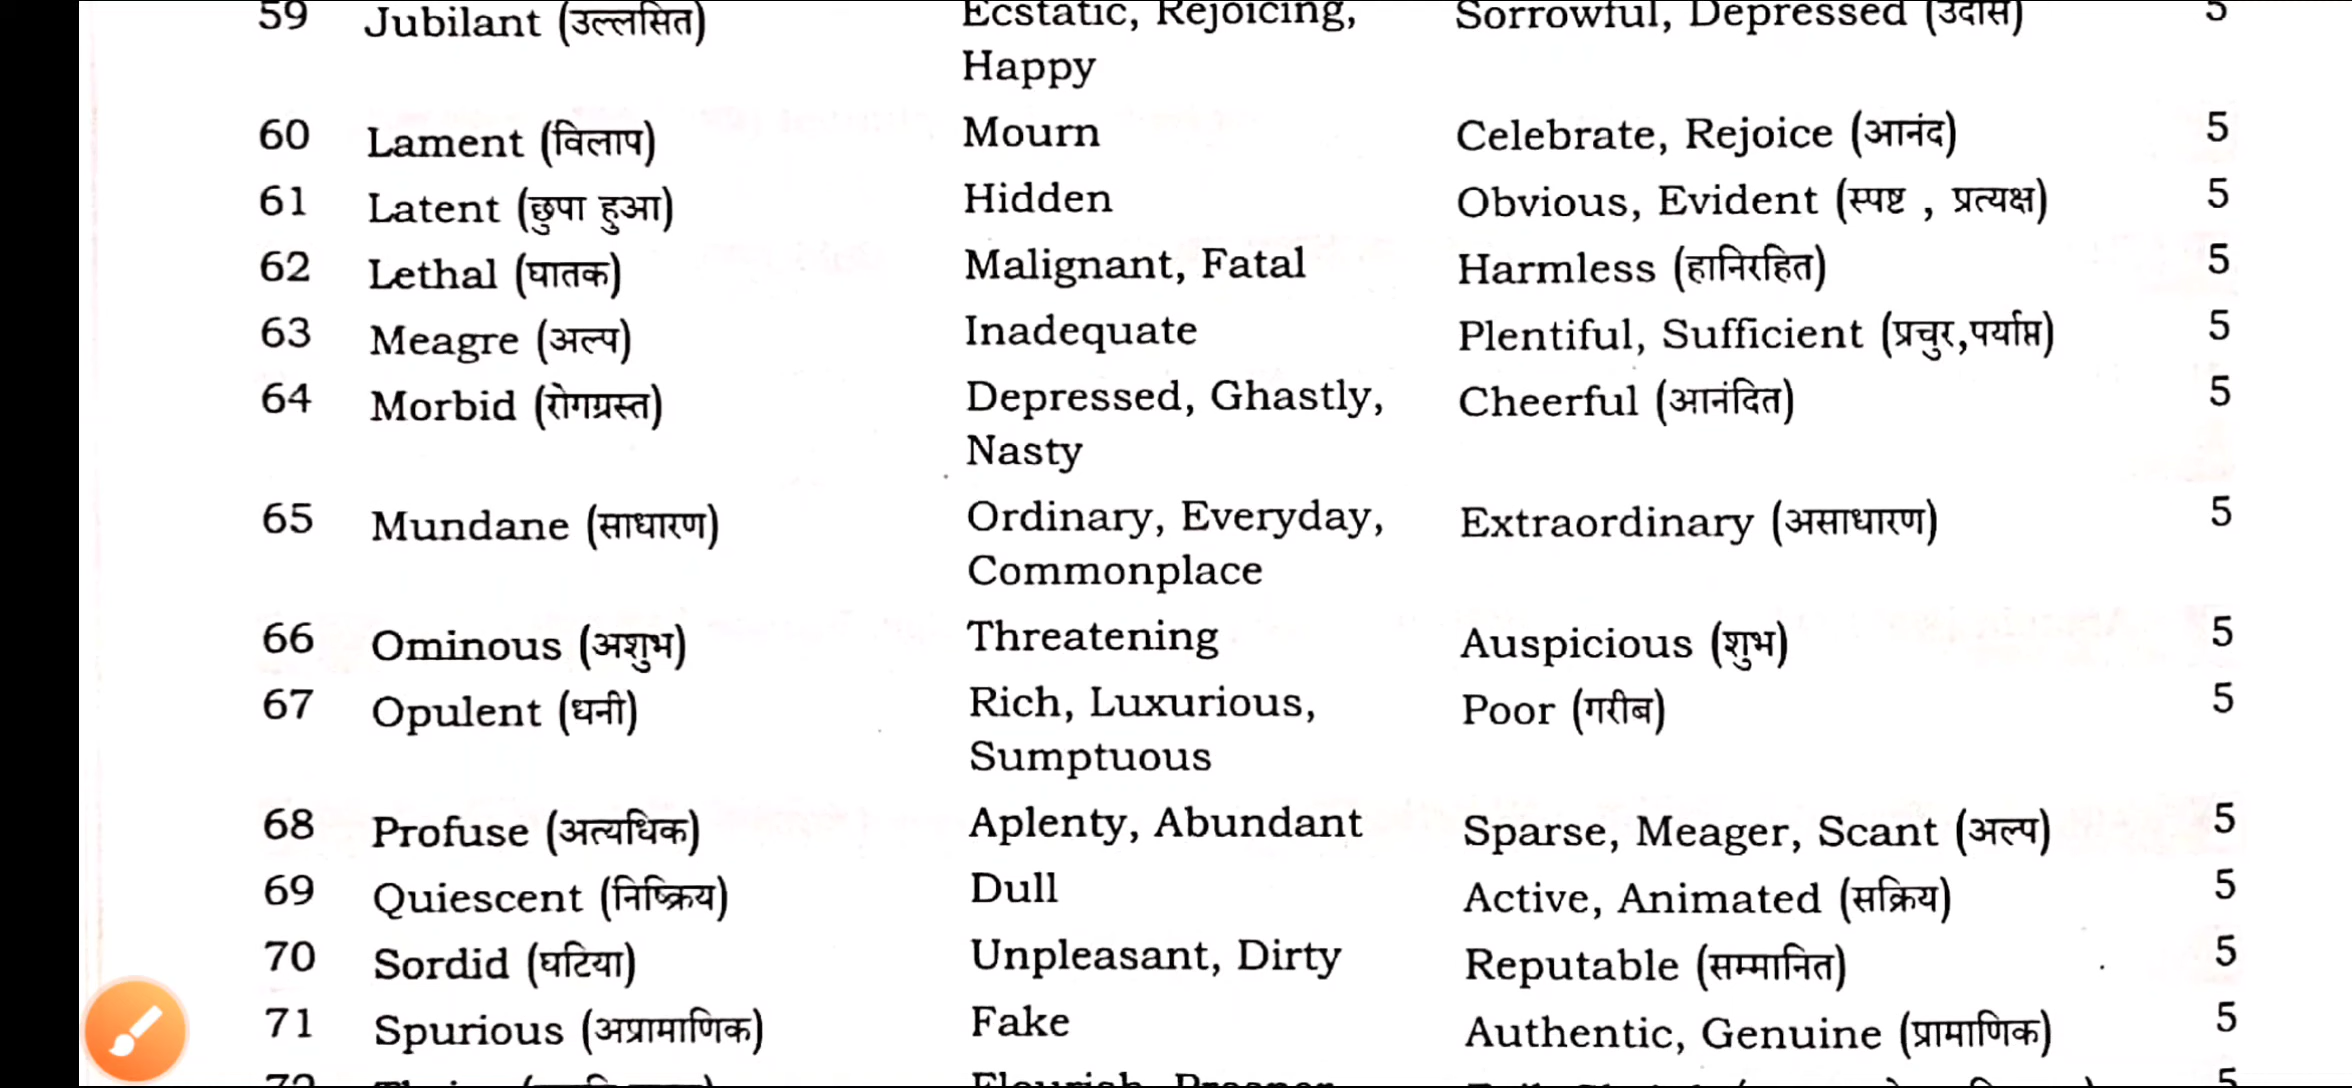 59 Jubilant (उल्लसित) Ecstatic, Rejoicing, Sorrowful, Depressed (उदास) 5
Happy
60 Lament (विलाप) Mourn Celebrate, Rejoice (आनंद) 5
61 Latent (छुपा हुआ) Hidden Obvious, Evident (स्पष्ट , प्रत्यक्ष) 5
62 Lethal (घातक) Malignant, Fatal Harmless (हानिरहित) 5
63 Meagre (अल्प) Inadequate Plentiful, Sufficient (प्रचुर,पर्याप्त) 5
64 Morbid (रोगग्रस्त) Depressed, Ghastly, Cheerful (आनंदित) 5
Nasty
65 Mundane (साधारण) Ordinary, Everyday, Extraordinary (असाधारण) 5
Commonplace
66 Ominous (अशुभ) Threatening Auspicious (शुभ) 5
67 Opulent (धनी) Rich, Luxurious, Poor (गरीब) 5
Sumptuous
68 Profuse (अत्यधिक) Aplenty, Abundant Sparse, Meager, Scant (अल्प) 5
69 Quiescent (निष्क्रिय) Dull Active, Animated (सक्रिय) 5
70 Sordid (घटिया) Unpleasant, Dirty Reputable (सम्मानित) 5
71 Spurious (अप्रामाणिक) Fake Authentic, Genuine (प्रामाणिक) 5
72 Flourish, Prosper 5